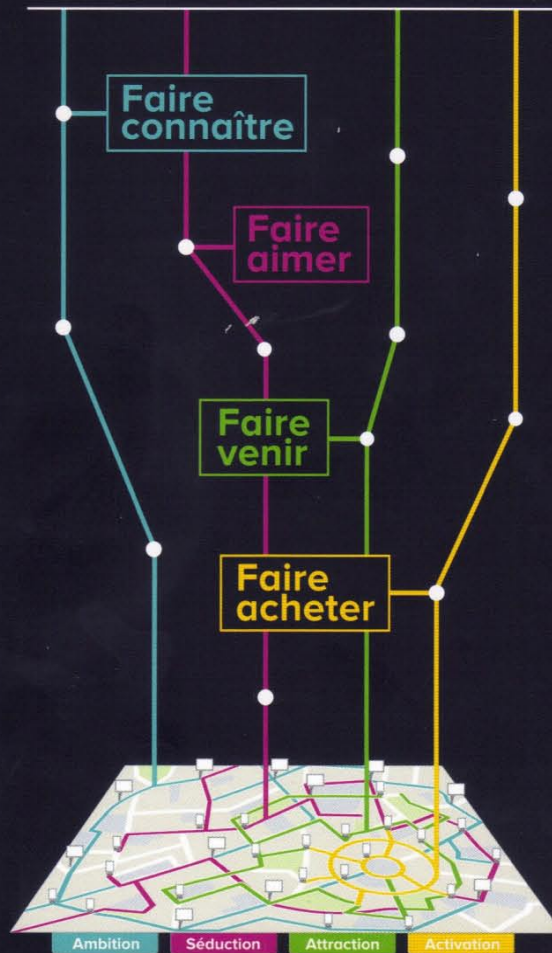 Faire
connaître
Faire
aimer
Faire
venir
Faire
acheter
Ambition
Séduction
Attraction
Activation